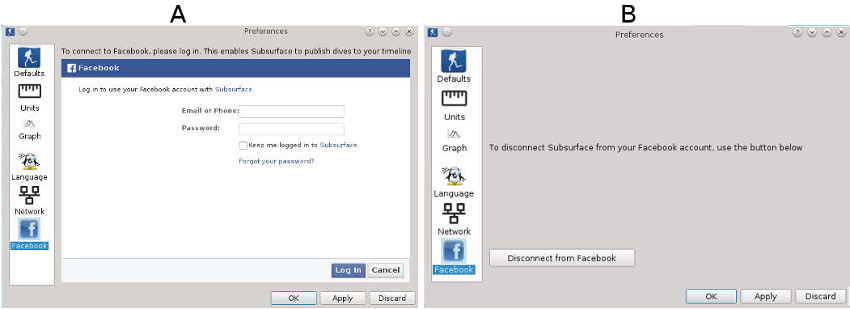 A
Preferences
Defaults
Units
Graph
Language
Network
Facebook
To connect to Facebook, please log in. This enables Subsurface to publish dives to your timeline
Facebook
Log in to use your Facebook account with Subsurface.
Email or Phone:
Password:
Keep me logged in to Subsurface
Forgot your password?
Log In Cancel
OK Apply Discard
B
Preferences
Defaults
Units
Graph
Language
Network
Facebook
To disconnect Subsurface from your Facebook account, use the button below
Disconnect from Facebook
OK Apply Discard